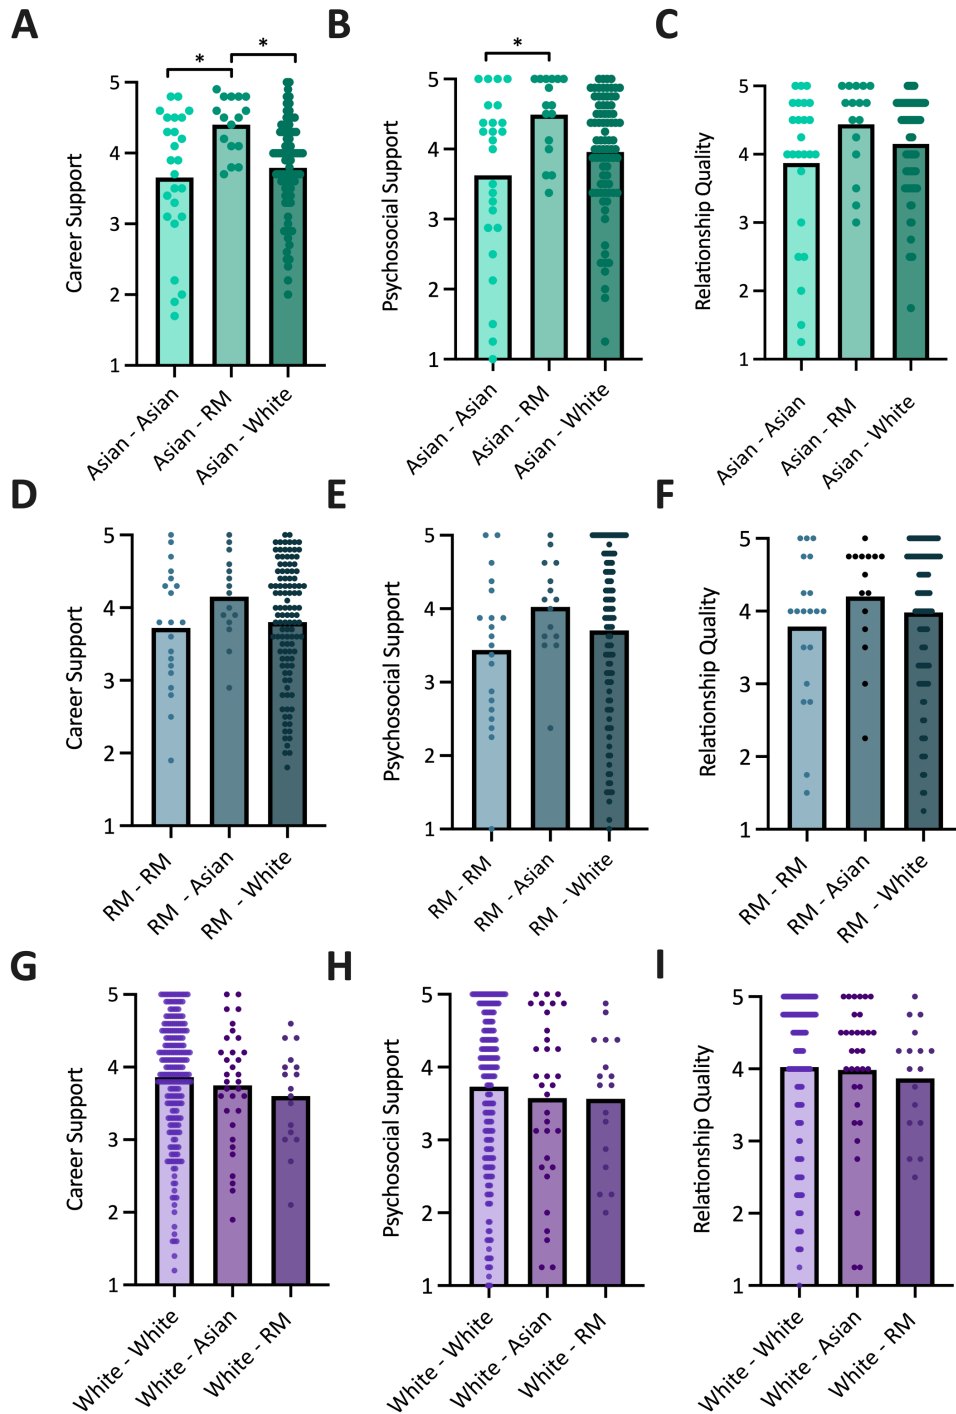 A
B
C
*
*
*
Career Support
5
4
3
2
1
Asian - Asian
Asian - RM
Asian - White
Psychosocial Support
5
4
3
2
1
Asian - Asian
Asian - RM
Asian - White
Relationship Quality
5
4
3
2
1
Asian - Asian
Asian - RM
Asian - White
D
E
F
Career Support
5
4
3
2
1
RM - RM
RM - Asian
RM - White
Psychosocial Support
5
4
3
2
1
RM - RM
RM - Asian
RM - White
Relationship Quality
5
4
3
2
1
RM - RM
RM - Asian
RM - White
G
H
I
Career Support
5
4
3
2
1
White - White
White - Asian
White - RM
Psychosocial Support
5
4
3
2
1
White - White
White - Asian
White - RM
Relationship Quality
5
4
3
2
1
White - White
White - Asian
White - RM